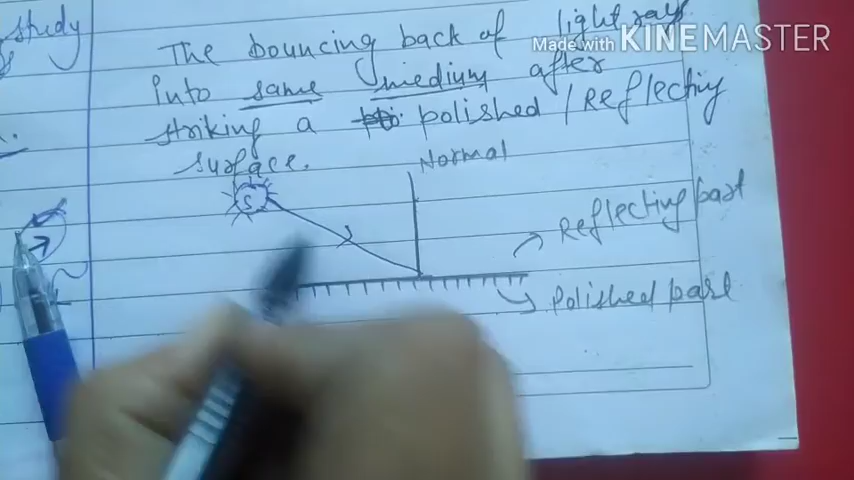 study
Made with KINEMASTER
The bouncing back of light rays
into same medium after
striking a polished / Reflecting
surface.
Normal
S
Reflecting part
Polished part